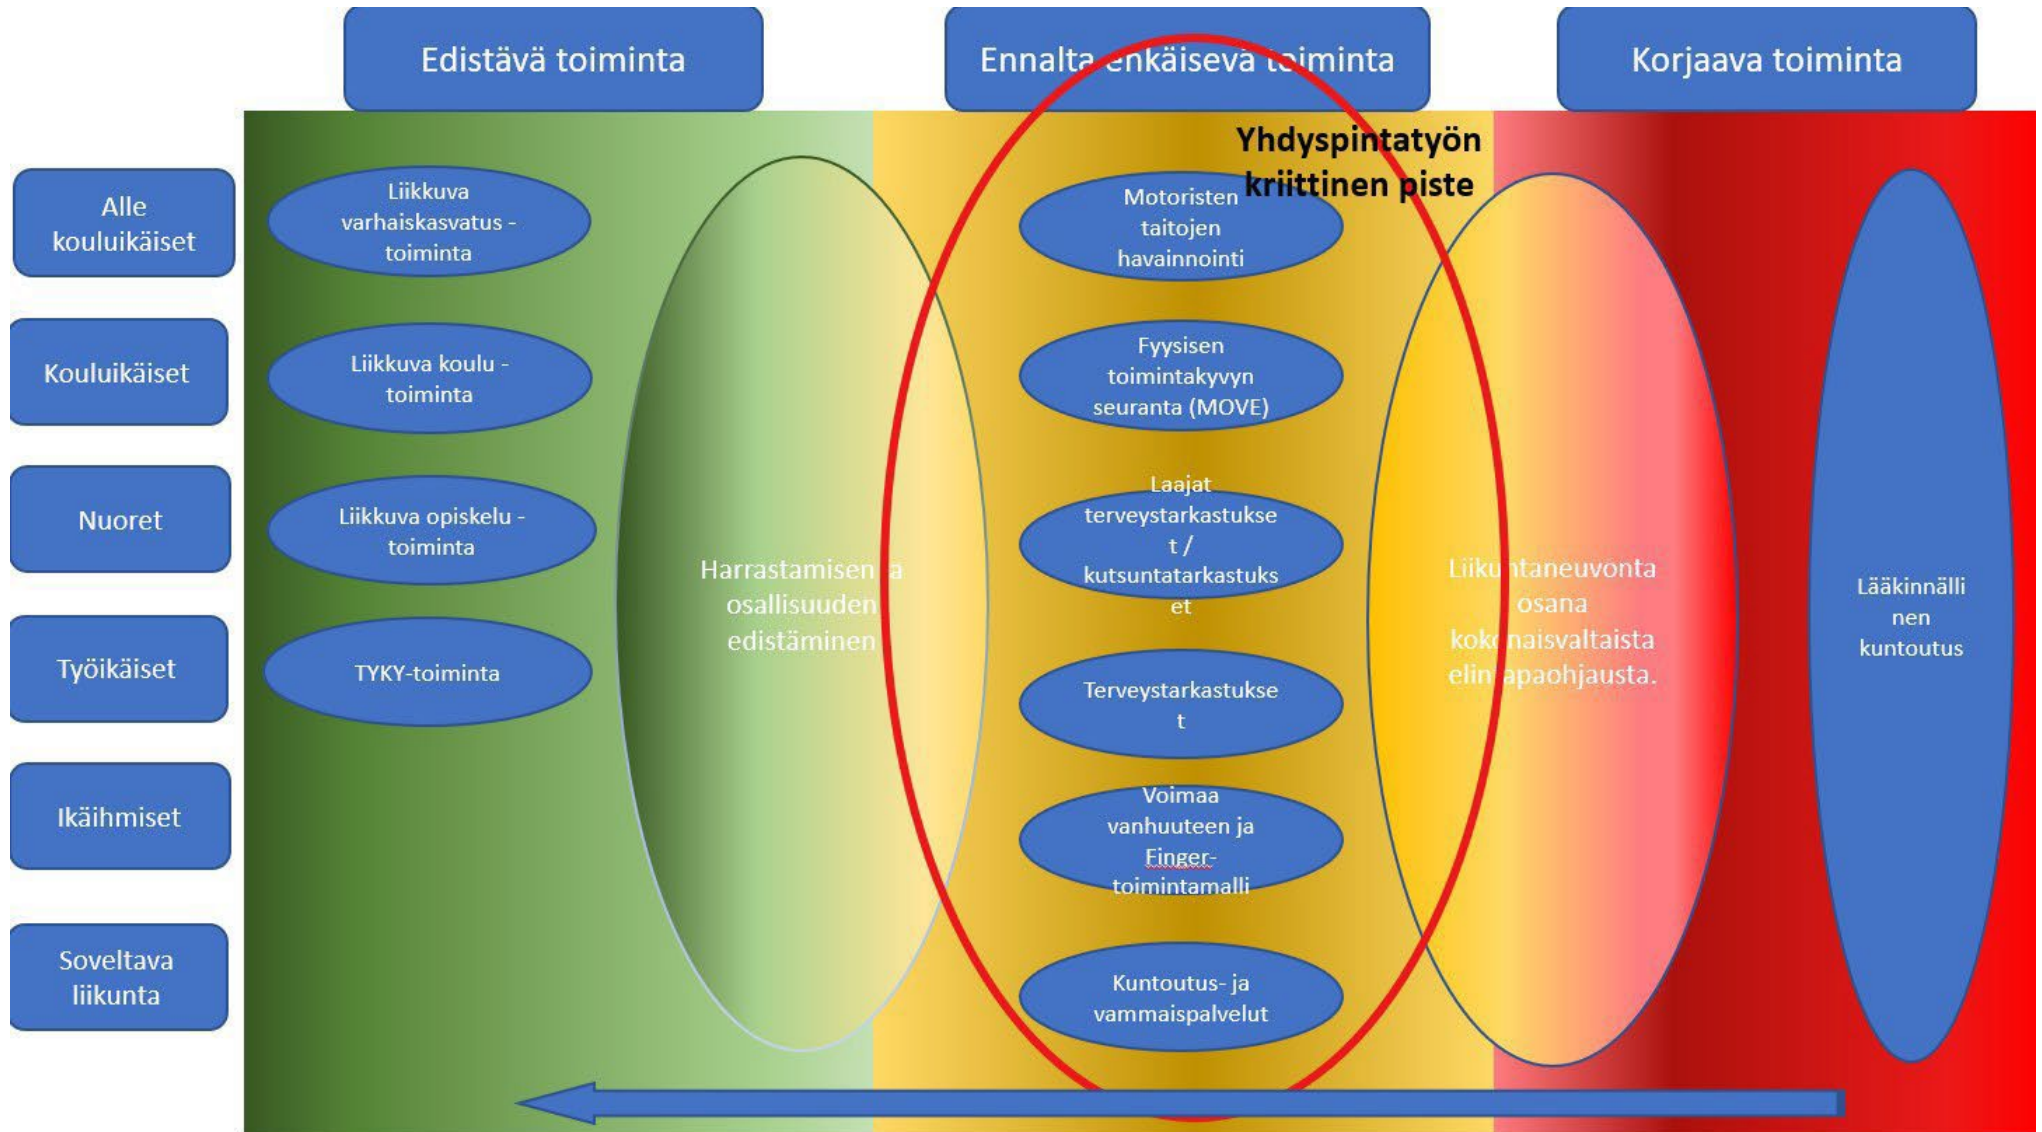 Edistävä toiminta
Ennalta enkäisevä toiminta
Korjaava toiminta
Yhdyspintatyön
kriittinen piste
Alle
kouluikäiset
Liikkuva
varhaiskasvatus -
toiminta
Motoristen
taitojen
havainnointi
Kouluikäiset
Liikkuva koulu -
toiminta
Fyysisen
toimintakyvyn
seuranta (MOVE)
Nuoret
Liikkuva opiskelu -
toiminta
Laajat
terveystarkastukse
t /
kutsuntatarkastuks
et
Harrastamisen ja
osallisuuden
edistäminen
Liikuntaneuvonta
osana
kokonaisvaltaista
elintapaohjausta.
Lääkinnälli
nen
kuntoutus
Työikäiset
TYKY-toiminta
Terveystarkastukse
t
Ikäihmiset
Voimaa
vanhuuteen ja
Finger-
toimintamalli
Soveltava
liikunta
Kuntoutus- ja
vammaispalvelut